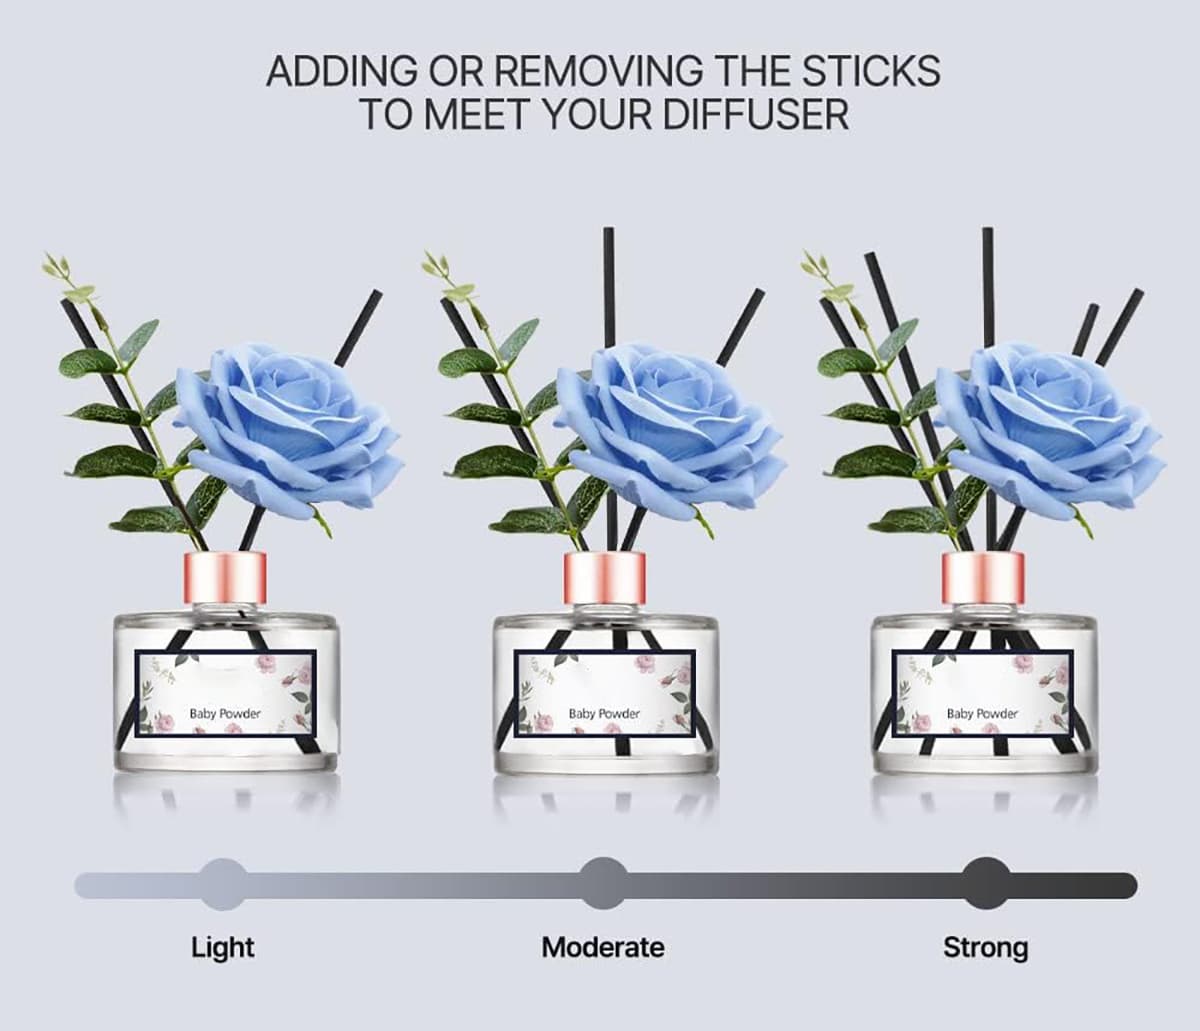 ADDING OR REMOVING THE STICKS
TO MEET YOUR DIFFUSER
Baby Powder
Baby Powder
Baby Powder
Light
Moderate
Strong